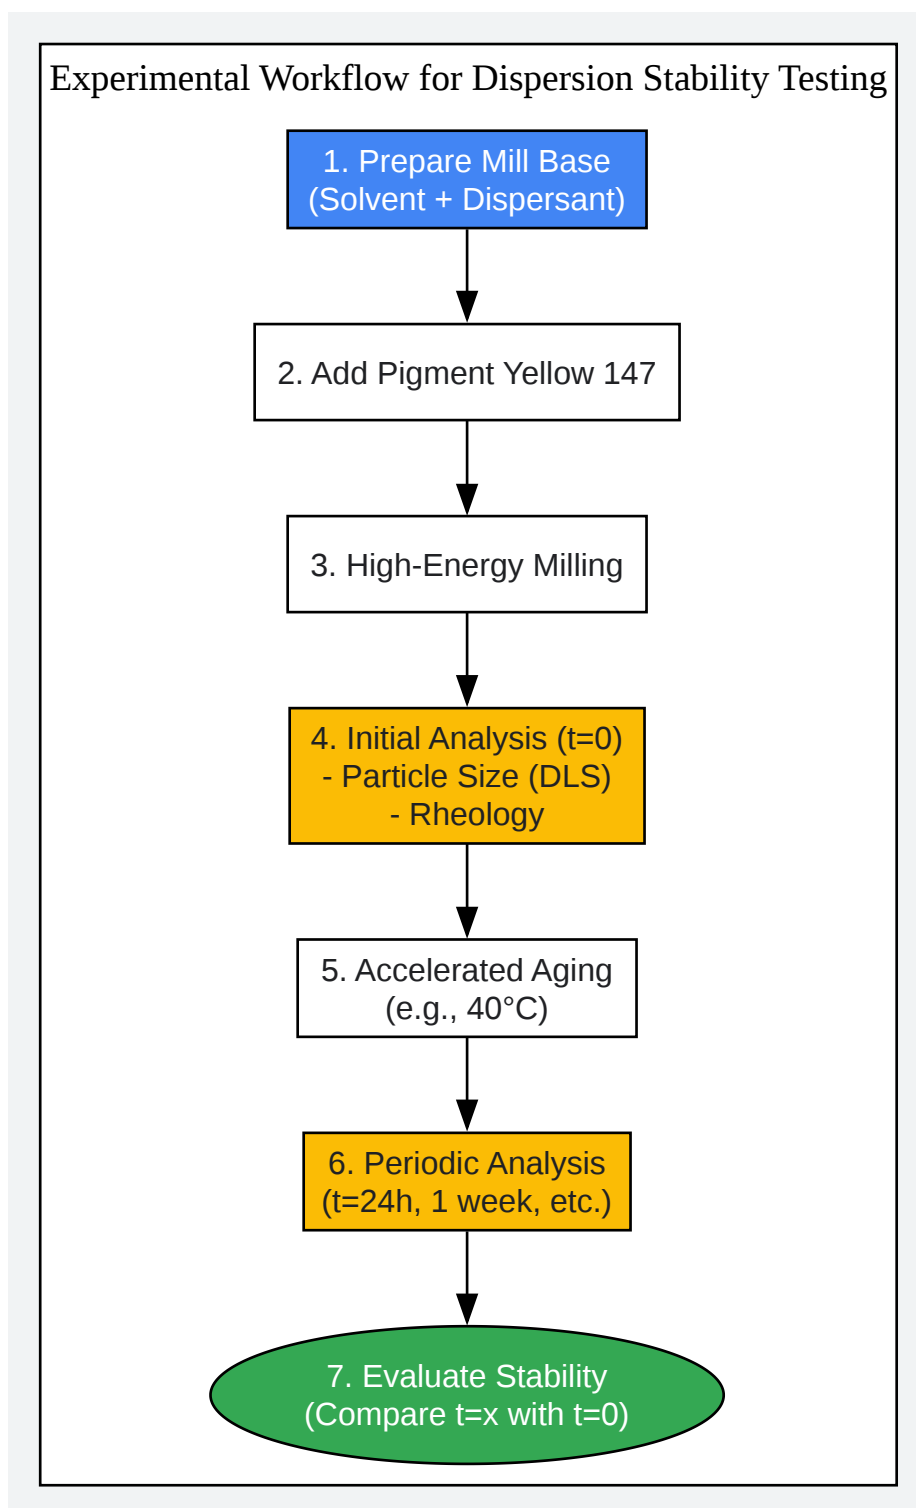 Experimental Workflow for Dispersion Stability Testing
1. Prepare Mill Base
(Solvent + Dispersant)
2. Add Pigment Yellow 147
3. High-Energy Milling
4. Initial Analysis (t=0)
- Particle Size (DLS)
- Rheology
5. Accelerated Aging
(e.g., 40°C)
6. Periodic Analysis
(t=24h, 1 week, etc.)
7. Evaluate Stability
(Compare t=x with t=0)